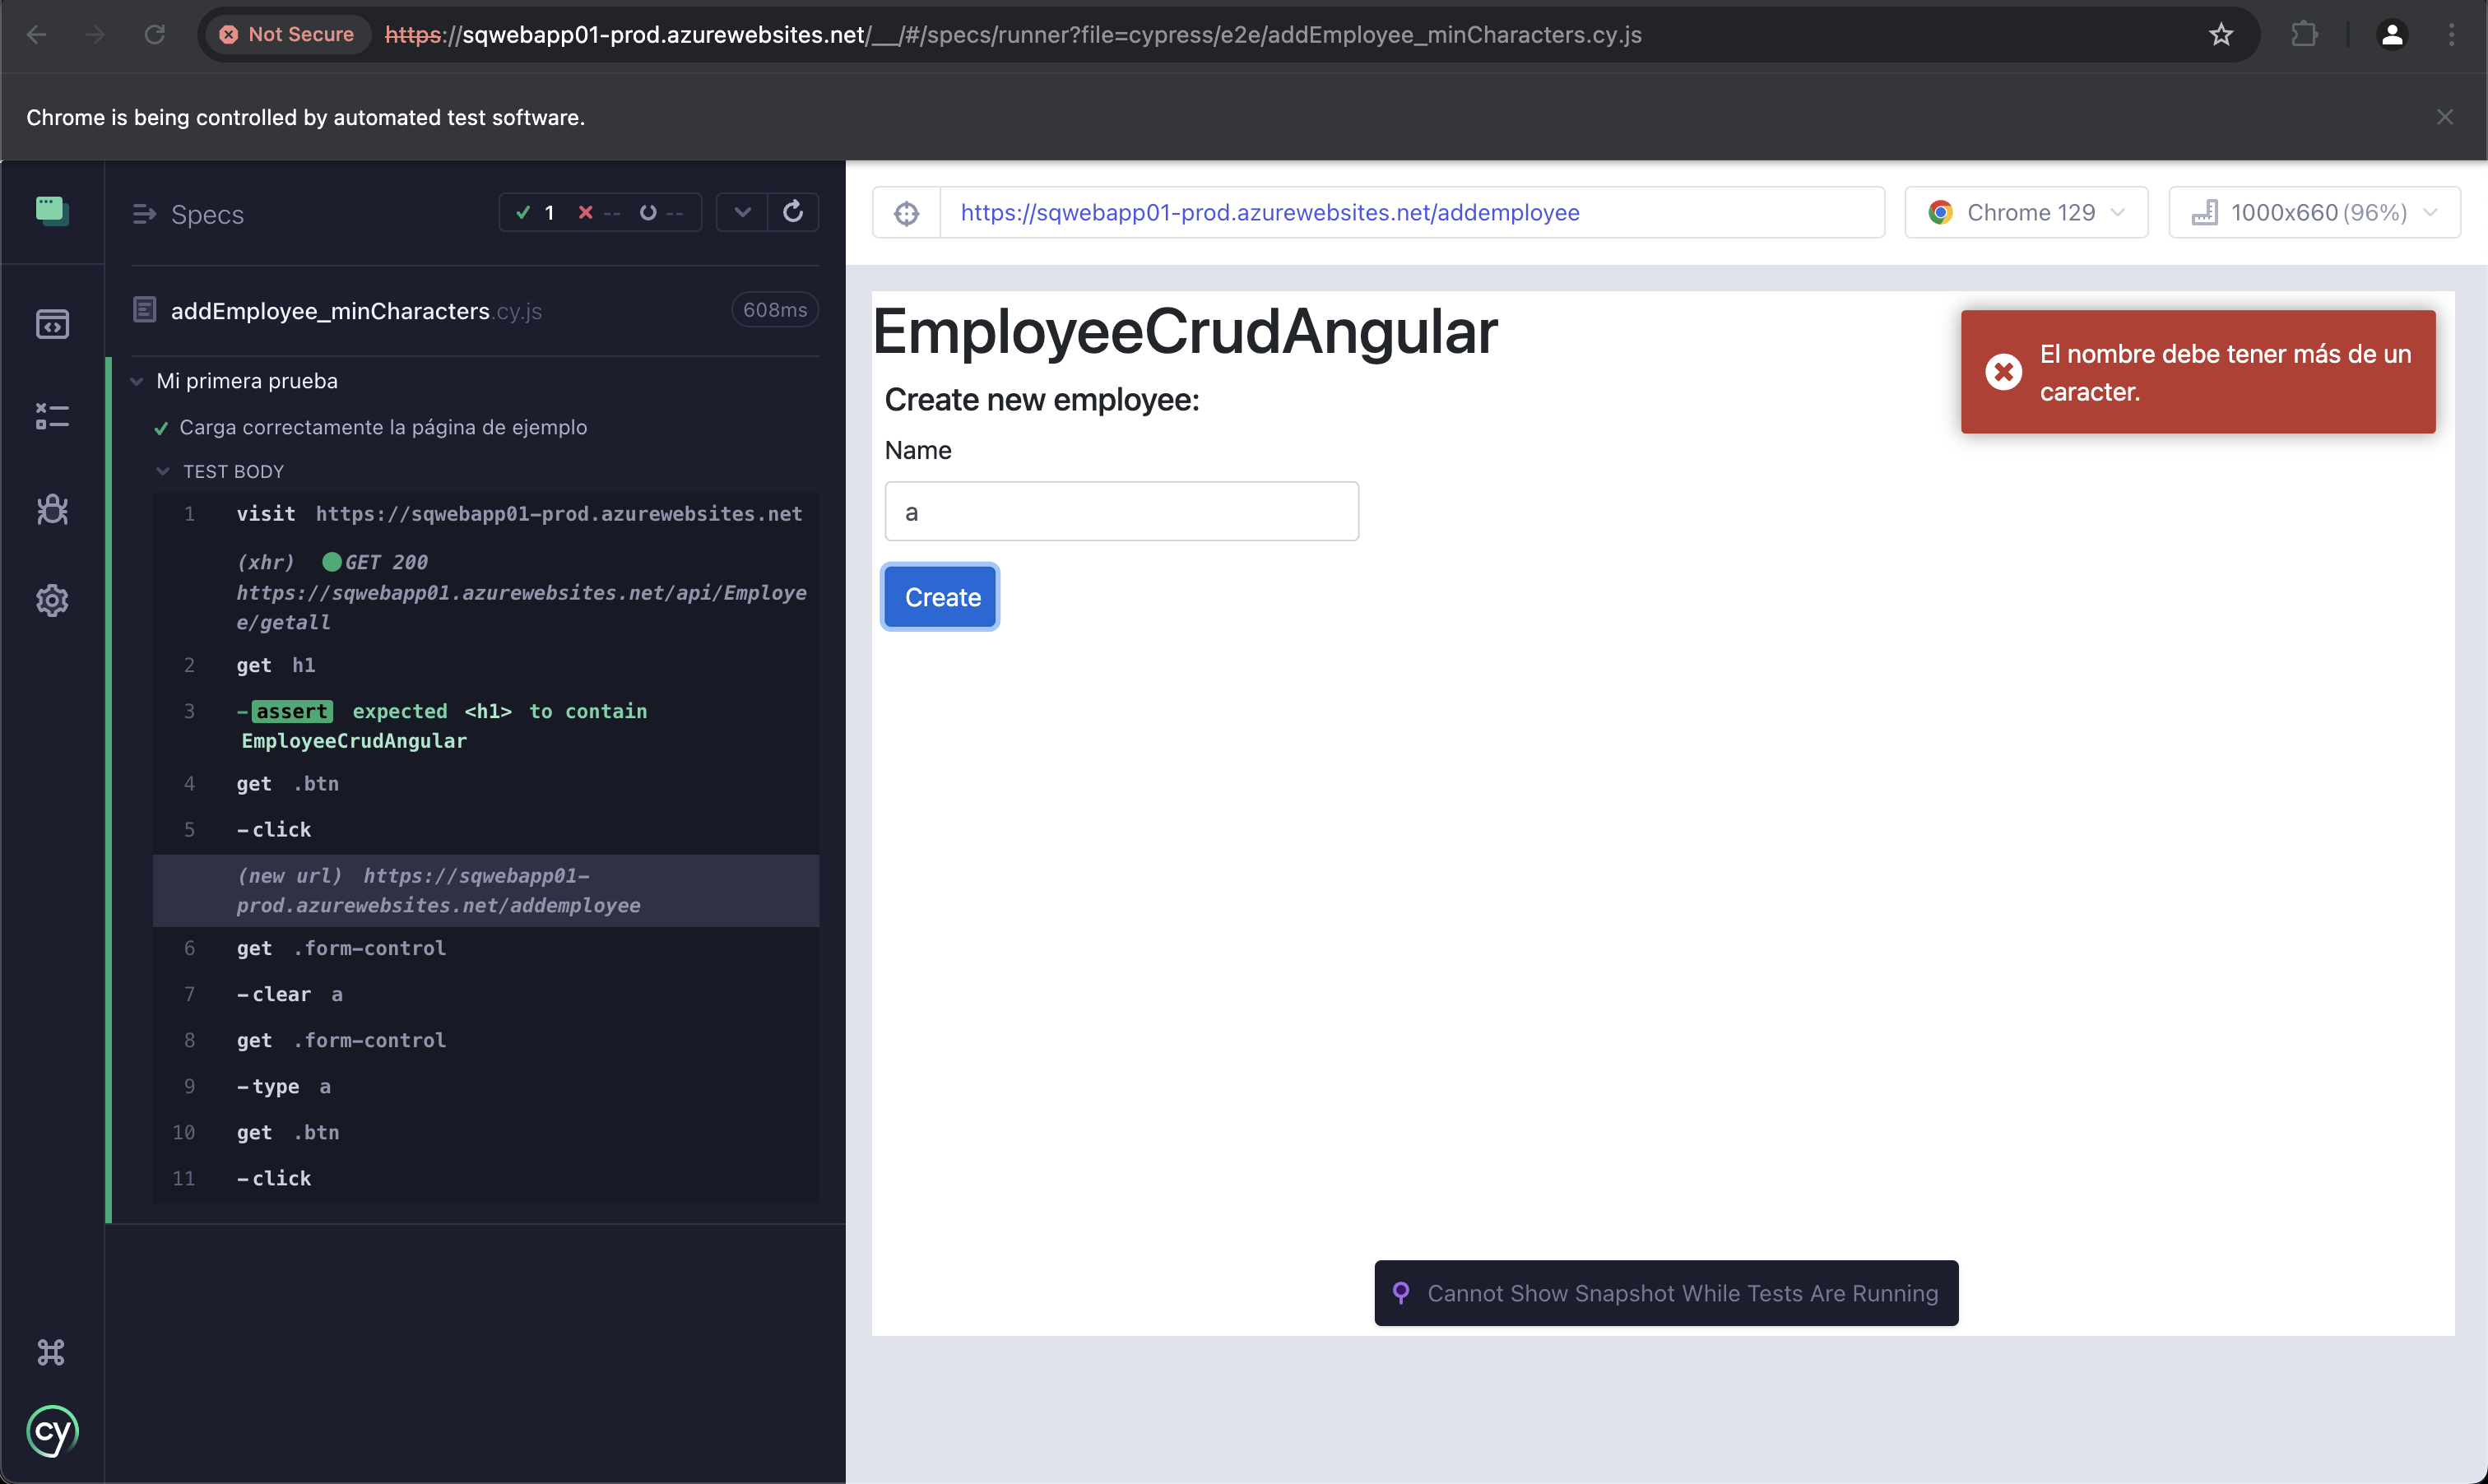 Not Secure https://sqwebapp01-prod.azurewebsites.net/__/#/specs/runner?file=cypress/e2e/addEmployee_minCharacters.cy.js
Chrome is being controlled by automated test software.
Specs
1 -- --
addEmployee_minCharacters.cy.js 608ms
Mi primera prueba
Carga correctamente la página de ejemplo
TEST BODY
1 visit https://sqwebapp01-prod.azurewebsites.net
(xhr) GET 200
https://sqwebapp01.azurewebsites.net/api/Employe
e/getall
2 get h1
3 -assert expected <h1> to contain
EmployeeCrudAngular
4 get .btn
5 -click
(new url) https://sqwebapp01-
prod.azurewebsites.net/addemployee
6 get .form-control
7 -clear a
8 get .form-control
9 -type a
10 get .btn
11 -click
cy
https://sqwebapp01-prod.azurewebsites.net/addemployee
Chrome 129
1000x660 (96%)
EmployeeCrudAngular
Create new employee:
Name
a
Create
El nombre debe tener más de un
caracter.
Cannot Show Snapshot While Tests Are Running